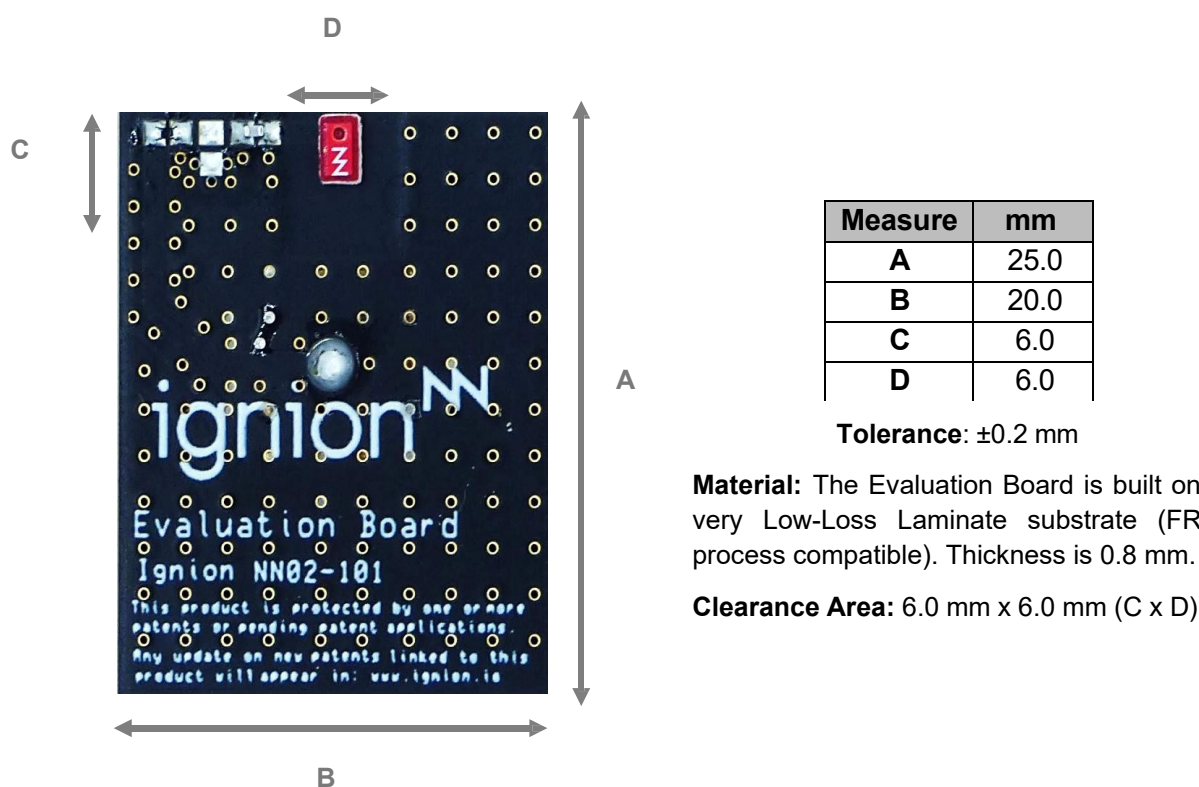 D
C
A
B
ignion
Evaluation Board
Ignion NN02-101
This product is protected by one or more
patents or pending patent applications.
Any update on new patents linked to this
product will appear in: www.ignion.io
Measure mm
A 25.0
B 20.0
C 6.0
D 6.0
Tolerance: ±0.2 mm
Material: The Evaluation Board is built on
very Low-Loss Laminate substrate (FR
process compatible). Thickness is 0.8 mm.
Clearance Area: 6.0 mm x 6.0 mm (C x D)